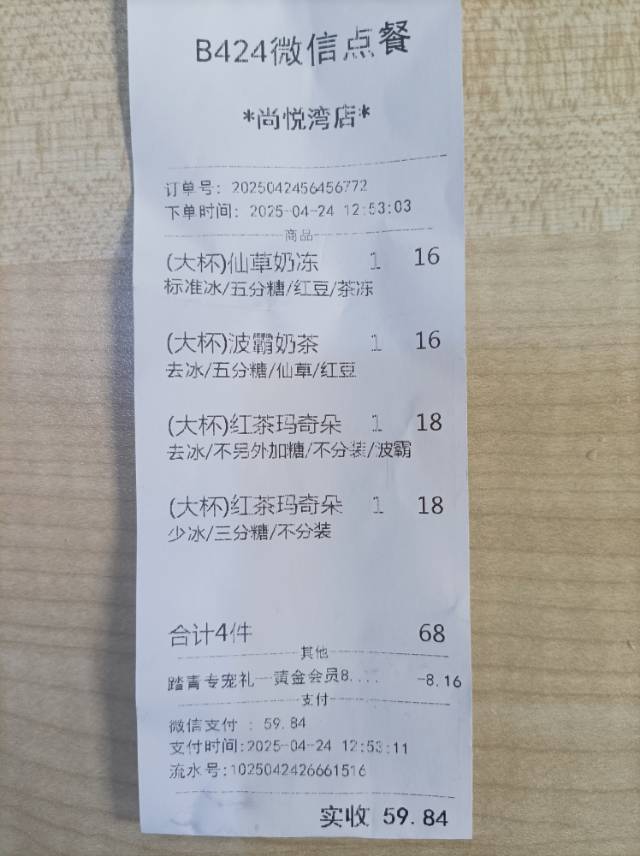 B424微信点餐
*尚悦湾店*
订单号: 2025042456456772
下单时间: 2025-04-24 12:53:03
商品
(大杯)仙草奶冻 1 16
标准冰/五分糖/红豆/茶冻
(大杯)波霸奶茶 1 16
去冰/五分糖/仙草/红豆
(大杯)红茶玛奇朵 1 18
去冰/不另外加糖/不分装/波霸
(大杯)红茶玛奇朵 1 18
少冰/三分糖/不分装
合计4件 68
其他
踏青专宠礼—黄金会员8.... -8.16
支付
微信支付 : 59.84
支付时间:2025-04-24 12:53:11
流水号:1025042426661516
实收 59.84